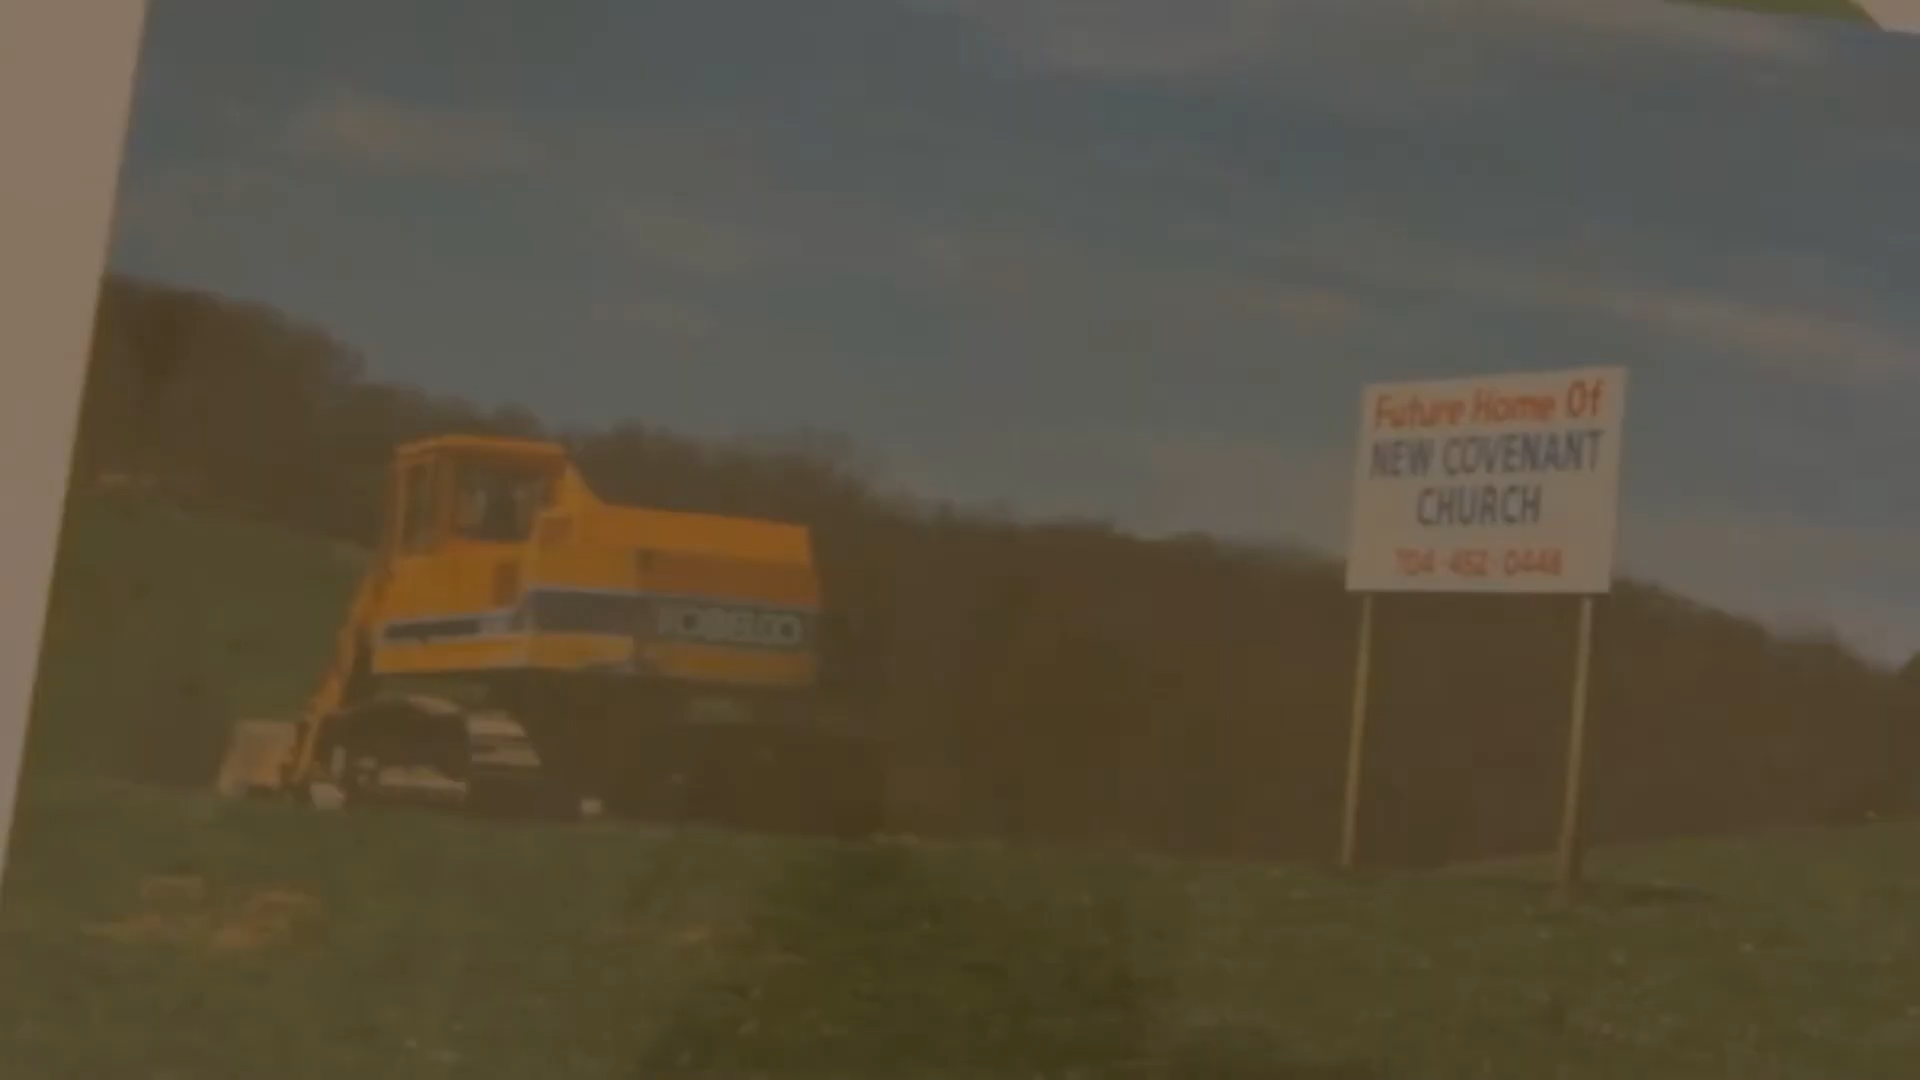 Future Home Of
NEW COVENANT
CHURCH
704-452-0448
KOBELCO